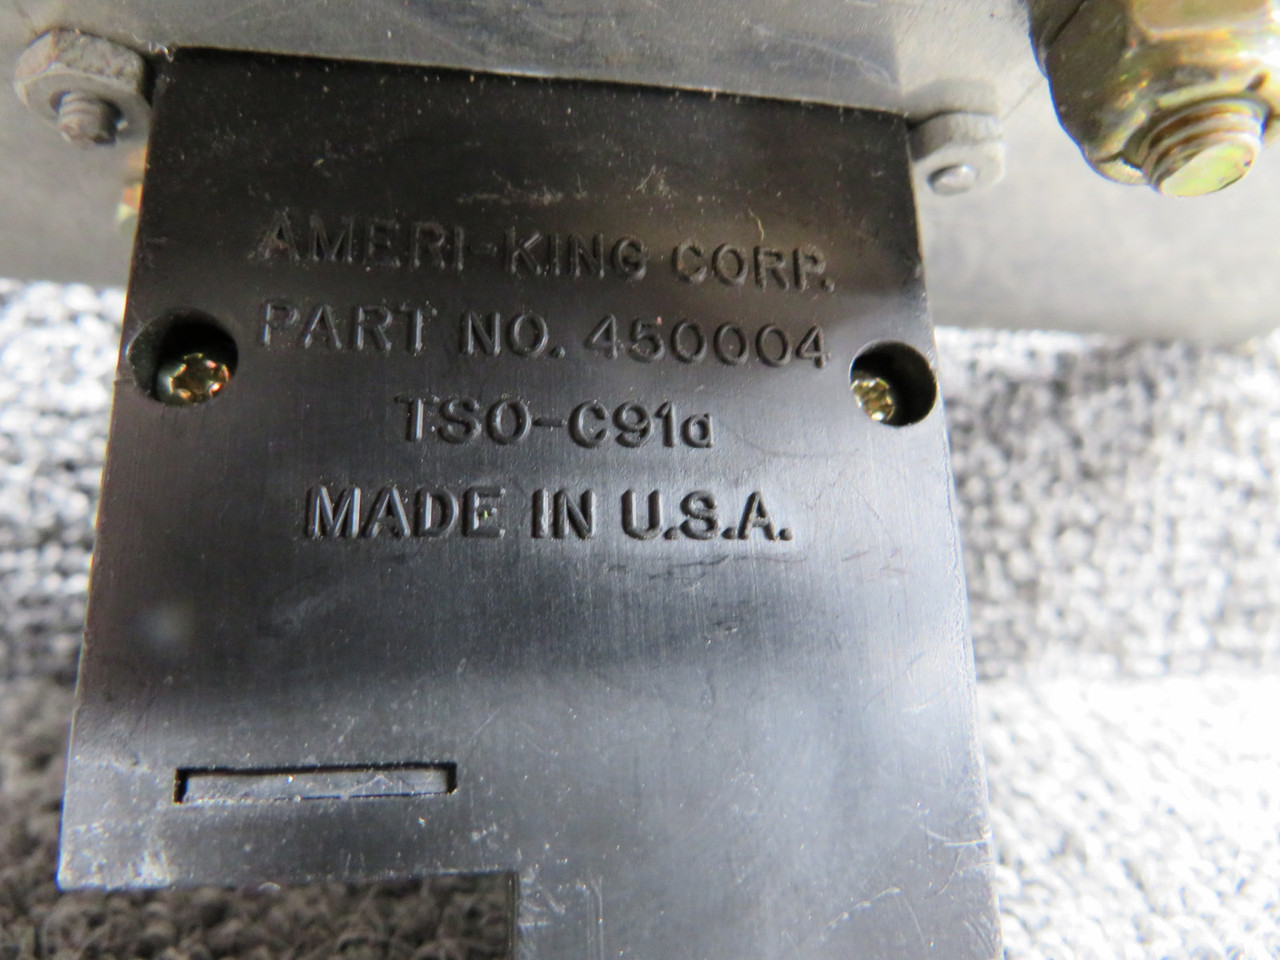 AMERI-KING CORP.
PART NO. 450004
TSO-C91a
MADE IN U.S.A.